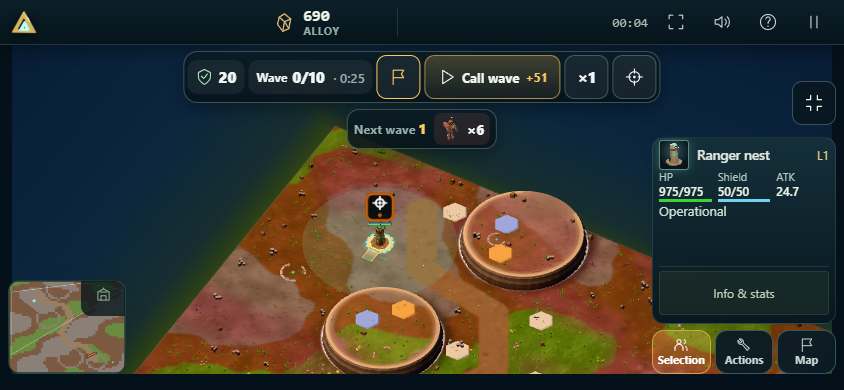 690
ALLOY
00:04
20
Wave 0/10 · 0:25
Call wave +51
×1
Next wave 1
×6
Ranger nest L1
HP Shield ATK
975/975 50/50 24.7
Operational
Info & stats
Selection
Actions
Map